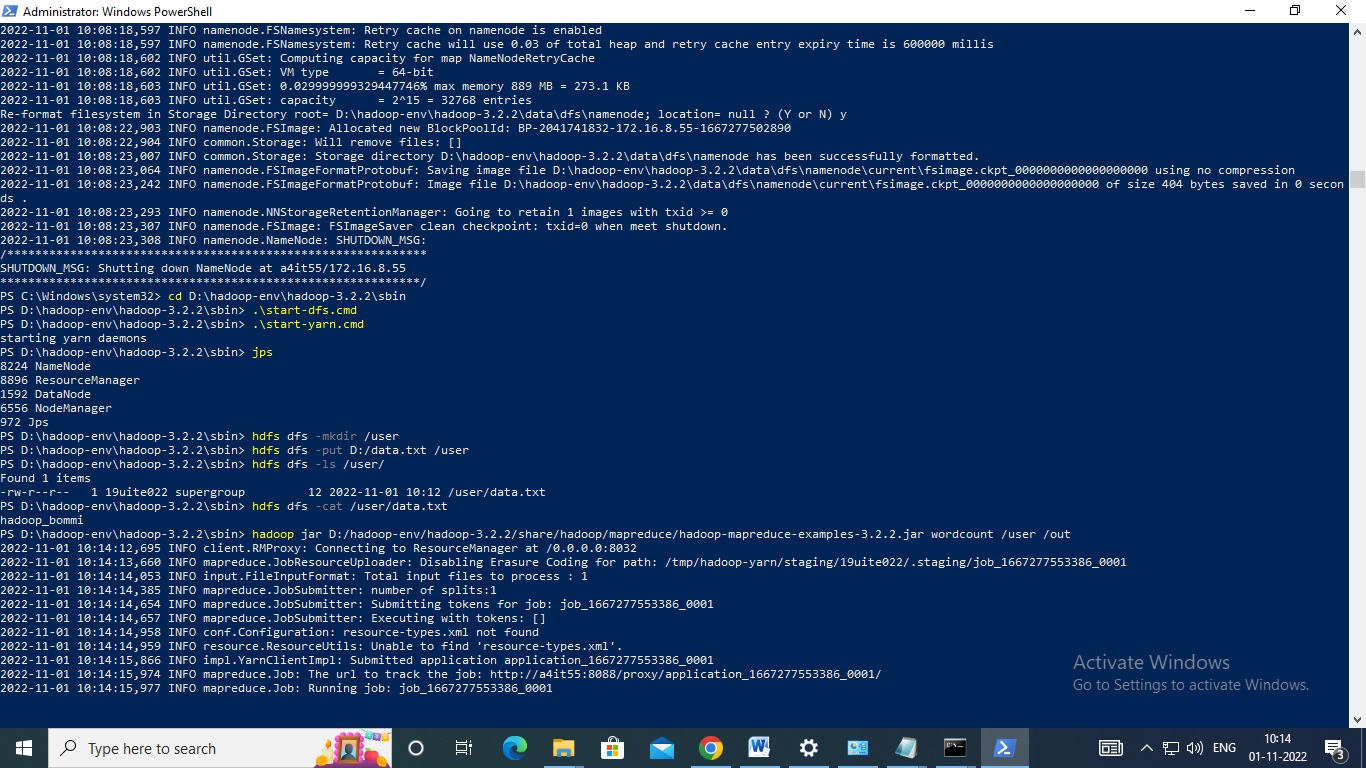 Administrator: Windows PowerShell
2022-11-01 10:08:18,597 INFO namenode.FSNamesystem: Retry cache on namenode is enabled
2022-11-01 10:08:18,597 INFO namenode.FSNamesystem: Retry cache will use 0.03 of total heap and retry cache entry expiry time is 600000 millis
2022-11-01 10:08:18,602 INFO util.GSet: Computing capacity for map NameNodeRetryCache
2022-11-01 10:08:18,602 INFO util.GSet: VM type       = 64-bit
2022-11-01 10:08:18,603 INFO util.GSet: 0.029999999329447746% max memory 889 MB = 273.1 KB
2022-11-01 10:08:18,603 INFO util.GSet: capacity      = 2^15 = 32768 entries
Re-format filesystem in Storage Directory root= D:\hadoop-env\hadoop-3.2.2\data\dfs\namenode; location= null ? (Y or N) y
2022-11-01 10:08:22,903 INFO namenode.FSImage: Allocated new BlockPoolId: BP-2041741832-172.16.8.55-1667277502890
2022-11-01 10:08:22,904 INFO common.Storage: Will remove files: []
2022-11-01 10:08:23,007 INFO common.Storage: Storage directory D:\hadoop-env\hadoop-3.2.2\data\dfs\namenode has been successfully formatted.
2022-11-01 10:08:23,064 INFO namenode.FSImageFormatProtobuf: Saving image file D:\hadoop-env\hadoop-3.2.2\data\dfs\namenode\current\fsimage.ckpt_0000000000000000000 using no compression
2022-11-01 10:08:23,242 INFO namenode.FSImageFormatProtobuf: Image file D:\hadoop-env\hadoop-3.2.2\data\dfs\namenode\current\fsimage.ckpt_0000000000000000000 of size 404 bytes saved in 0 secon
ds .
2022-11-01 10:08:23,293 INFO namenode.NNStorageRetentionManager: Going to retain 1 images with txid >= 0
2022-11-01 10:08:23,307 INFO namenode.FSImage: FSImageSaver clean checkpoint: txid=0 when meet shutdown.
2022-11-01 10:08:23,308 INFO namenode.NameNode: SHUTDOWN_MSG:
/************************************************************
SHUTDOWN_MSG: Shutting down NameNode at a4it55/172.16.8.55
************************************************************/
PS C:\Windows\system32> cd D:\hadoop-env\hadoop-3.2.2\sbin
PS D:\hadoop-env\hadoop-3.2.2\sbin> .\start-dfs.cmd
PS D:\hadoop-env\hadoop-3.2.2\sbin> .\start-yarn.cmd
starting yarn daemons
PS D:\hadoop-env\hadoop-3.2.2\sbin> jps
8224 NameNode
8896 ResourceManager
1592 DataNode
6556 NodeManager
972 Jps
PS D:\hadoop-env\hadoop-3.2.2\sbin> hdfs dfs -mkdir /user
PS D:\hadoop-env\hadoop-3.2.2\sbin> hdfs dfs -put D:/data.txt /user
PS D:\hadoop-env\hadoop-3.2.2\sbin> hdfs dfs -ls /user/
Found 1 items
-rw-r--r--   1 19uite022 supergroup         12 2022-11-01 10:12 /user/data.txt
PS D:\hadoop-env\hadoop-3.2.2\sbin> hdfs dfs -cat /user/data.txt
hadoop_bommi
PS D:\hadoop-env\hadoop-3.2.2\sbin> hadoop jar D:/hadoop-env/hadoop-3.2.2/share/hadoop/mapreduce/hadoop-mapreduce-examples-3.2.2.jar wordcount /user /out
2022-11-01 10:14:12,695 INFO client.RMProxy: Connecting to ResourceManager at /0.0.0.0:8032
2022-11-01 10:14:13,660 INFO mapreduce.JobResourceUploader: Disabling Erasure Coding for path: /tmp/hadoop-yarn/staging/19uite022/.staging/job_1667277553386_0001
2022-11-01 10:14:14,053 INFO input.FileInputFormat: Total input files to process : 1
2022-11-01 10:14:14,385 INFO mapreduce.JobSubmitter: number of splits:1
2022-11-01 10:14:14,654 INFO mapreduce.JobSubmitter: Submitting tokens for job: job_1667277553386_0001
2022-11-01 10:14:14,657 INFO mapreduce.JobSubmitter: Executing with tokens: []
2022-11-01 10:14:14,958 INFO conf.Configuration: resource-types.xml not found
2022-11-01 10:14:14,959 INFO resource.ResourceUtils: Unable to find 'resource-types.xml'.
2022-11-01 10:14:15,866 INFO impl.YarnClientImpl: Submitted application application_1667277553386_0001
2022-11-01 10:14:15,974 INFO mapreduce.Job: The url to track the job: http://a4it55:8088/proxy/application_1667277553386_0001/
2022-11-01 10:14:15,977 INFO mapreduce.Job: Running job: job_1667277553386_0001
Activate Windows
Go to Settings to activate Windows.
Type here to search
ENG
10:14
01-11-2022
3